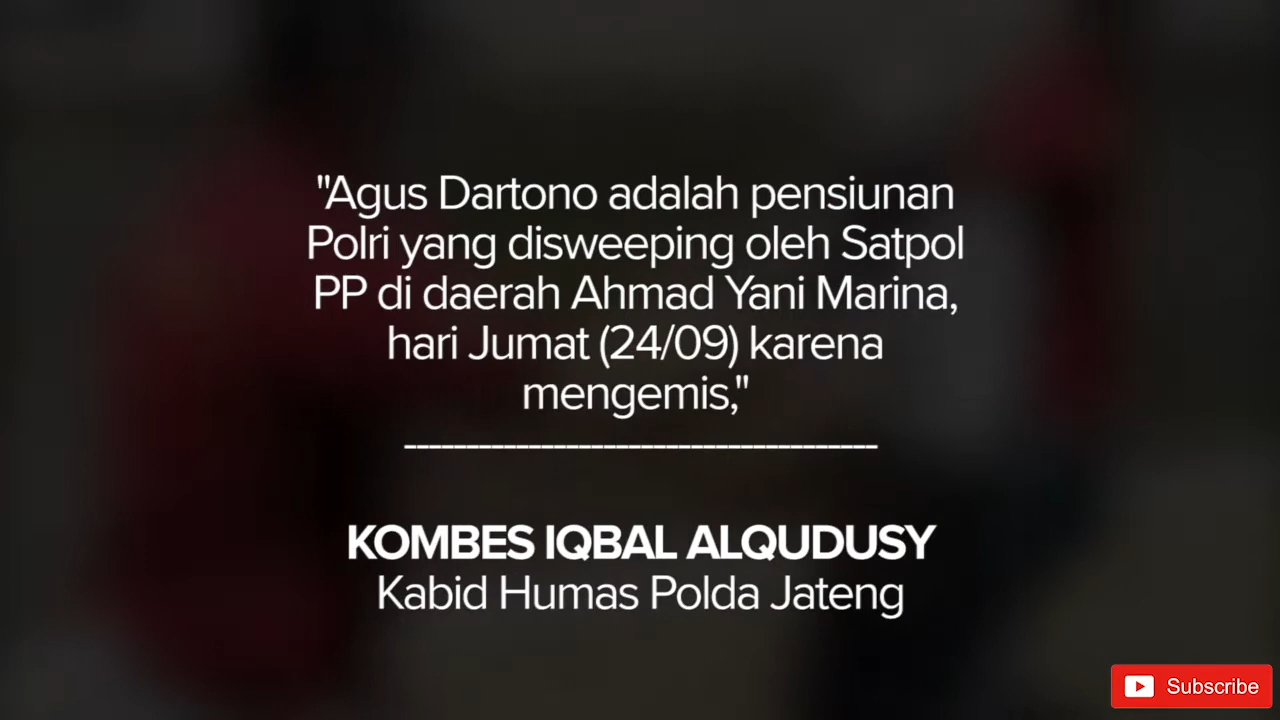 "Agus Dartono adalah pensiunan
Polri yang disweeping oleh Satpol
PP di daerah Ahmad Yani Marina,
hari Jumat (24/09) karena
mengemis,"
--------------------------------------
KOMBES IQBAL ALQUDUSY
Kabid Humas Polda Jateng
Subscribe